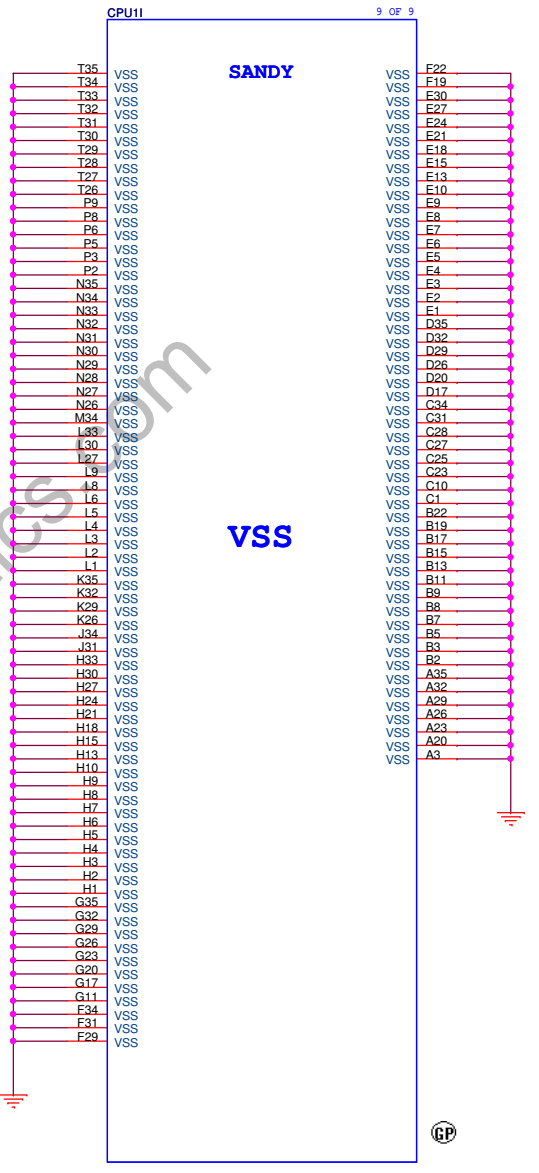 CPU1I 9 OF 9
SANDY
T35 VSS VSS F22
T34 VSS VSS F19
T33 VSS VSS E30
T32 VSS VSS E27
T31 VSS VSS E24
T30 VSS VSS E21
T29 VSS VSS E18
T28 VSS VSS E15
T27 VSS VSS E13
T26 VSS VSS E10
P9 VSS VSS E9
P8 VSS VSS E8
P6 VSS VSS E7
P5 VSS VSS E6
P3 VSS VSS E5
P2 VSS VSS E4
N35 VSS VSS E3
N34 VSS VSS E2
N33 VSS VSS E1
N32 VSS VSS D35
N31 VSS VSS D32
N30 VSS VSS D29
N29 VSS VSS D26
N28 VSS VSS D20
N27 VSS VSS D17
N26 VSS VSS C34
M34 VSS VSS C31
L33 VSS VSS C28
L30 VSS VSS C27
L27 VSS VSS C25
L9 VSS VSS C23
L8 VSS VSS C10
L6 VSS VSS C1
L5 VSS VSS B22
L4 VSS VSS B19
VSS
L3 VSS VSS B17
L2 VSS VSS B15
L1 VSS VSS B13
K35 VSS VSS B11
K32 VSS VSS B9
K29 VSS VSS B8
K26 VSS VSS B7
J34 VSS VSS B5
J31 VSS VSS B3
H33 VSS VSS B2
H30 VSS VSS A35
H27 VSS VSS A32
H24 VSS VSS A29
H21 VSS VSS A26
H18 VSS VSS A23
H15 VSS VSS A20
H13 VSS VSS A3
H10 VSS
H9 VSS
H8 VSS
H7 VSS
H6 VSS
H5 VSS
H4 VSS
H3 VSS
H2 VSS
H1 VSS
G35 VSS
G32 VSS
G29 VSS
G26 VSS
G23 VSS
G20 VSS
G17 VSS
G11 VSS
F34 VSS
F31 VSS
F29 VSS
GP
ics.com